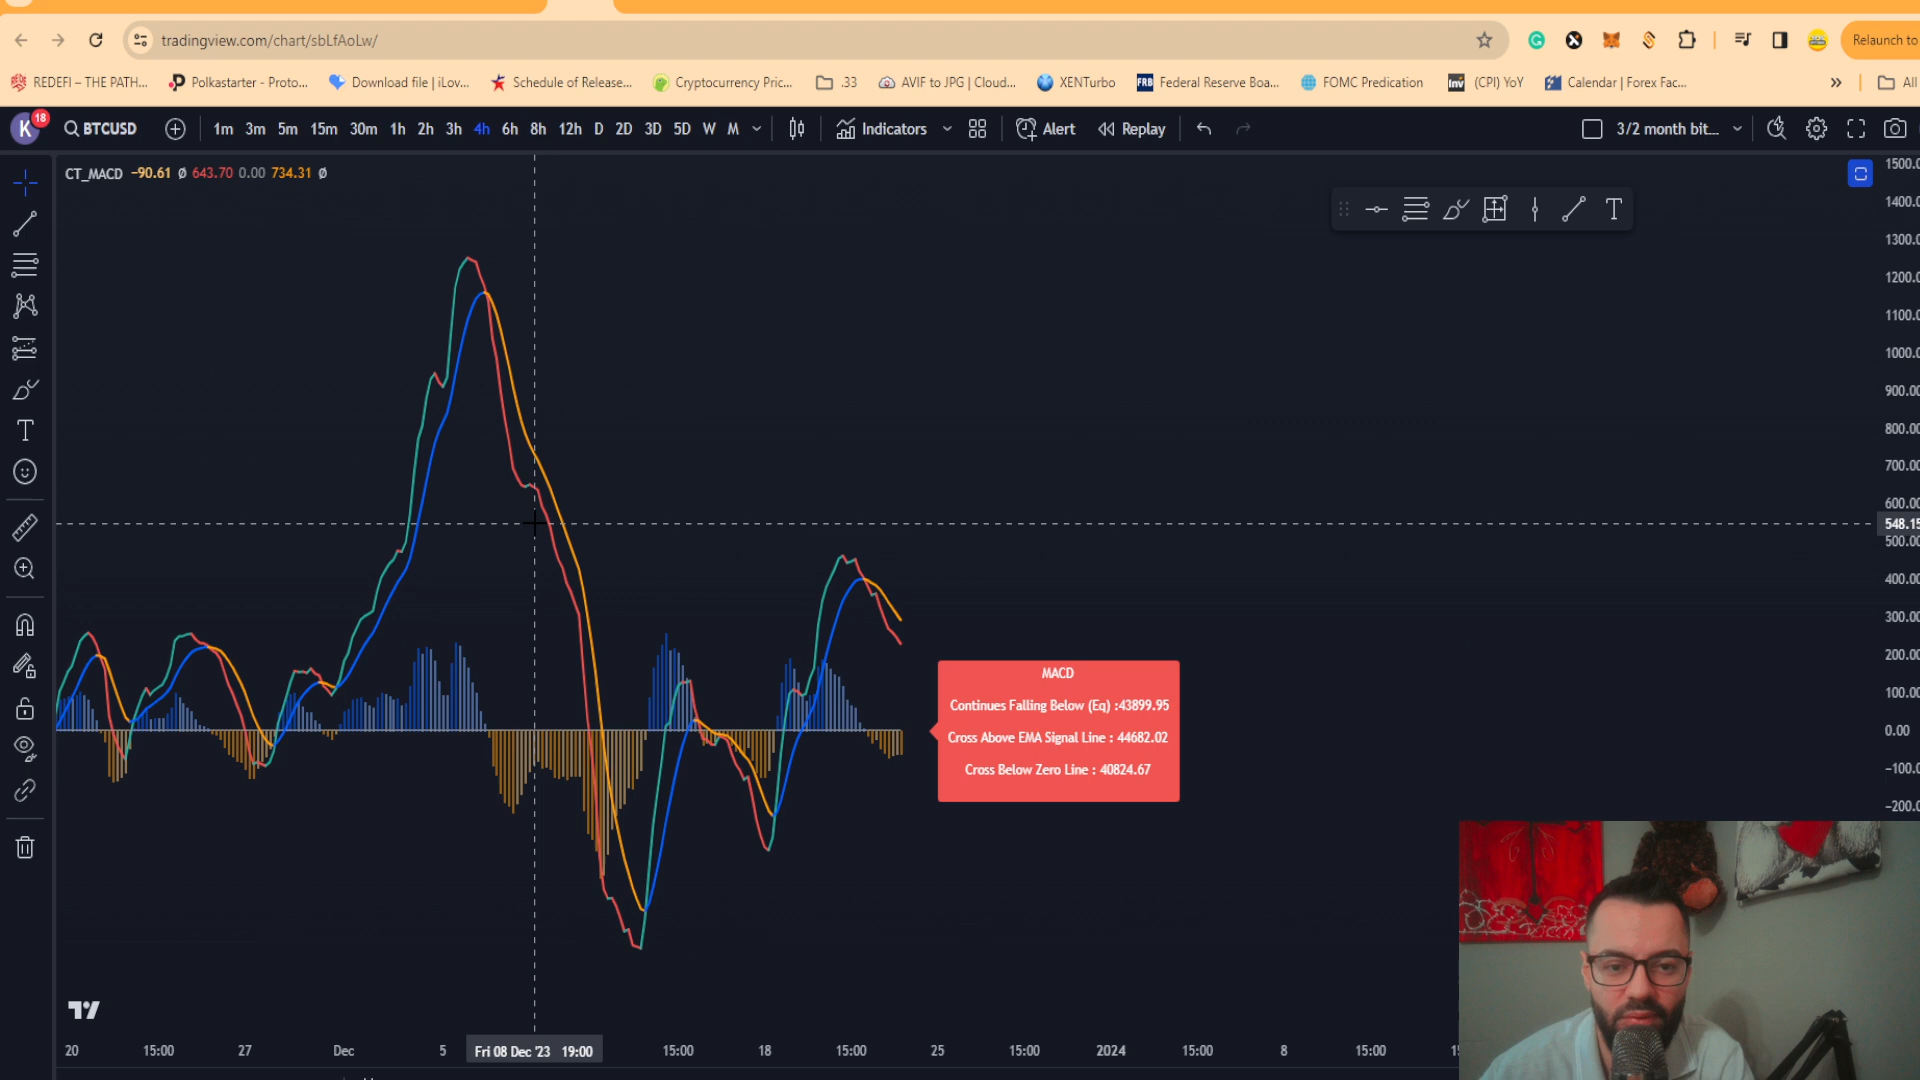 tradingview.com/chart/sbLfAoLw/
Relaunch to
REDEFI – THE PATH...
Polkastarter - Proto...
Download file | iLov...
Schedule of Release...
Cryptocurrency Pric...
.33
AVIF to JPG | Cloud...
XENTurbo
FRB
Federal Reserve Boa...
FOMC Predication
Inv
(CPI) YoY
Calendar | Forex Fac...
»
All
K
18
BTCUSD
1m 3m 5m 15m 30m 1h 2h 3h 4h 6h 8h 12h D 2D 3D 5D W M
Indicators
Alert
Replay
3/2 month bit...
CT_MACD −90.61 Ø 643.70 0.00 734.31 Ø
1500.0
1400.0
1300.0
1200.0
1100.0
1000.0
900.00
800.00
700.00
600.00
548.15
500.00
400.00
300.00
200.00
100.00
0.00
−100.0
−200.0
MACD
Continues Falling Below (Eq) :43899.95
Cross Above EMA Signal Line : 44682.02
Cross Below Zero Line : 40824.67
20 15:00 27 Dec 5 Fri 08 Dec '23 19:00 15:00 18 15:00 25 15:00 2024 15:00 8 15:00